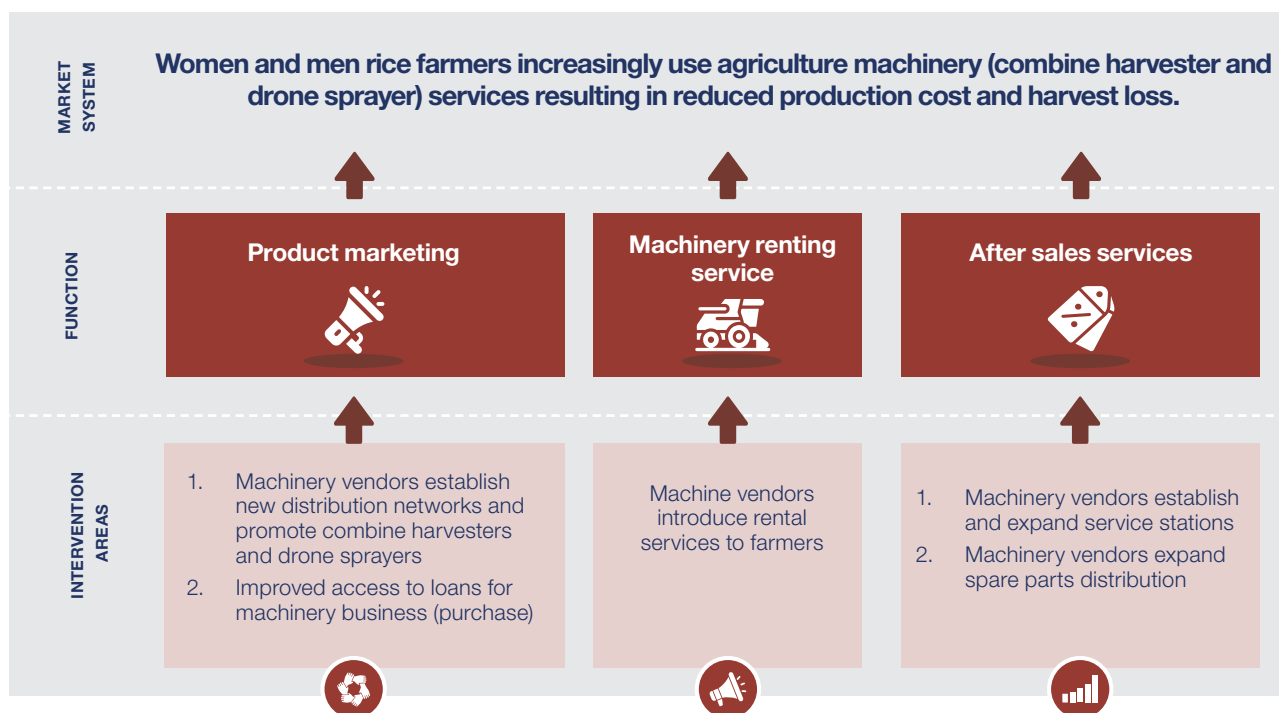 MARKET
SYSTEM
Women and men rice farmers increasingly use agriculture machinery (combine harvester and
drone sprayer) services resulting in reduced production cost and harvest loss.
FUNCTION
Product marketing
Machinery renting
service
After sales services
INTERVENTION
AREAS
1. Machinery vendors establish
new distribution networks and
promote combine harvesters
and drone sprayers
2. Improved access to loans for
machinery business (purchase)
Machine vendors
introduce rental
services to farmers
1. Machinery vendors establish
and expand service stations
2. Machinery vendors expand
spare parts distribution